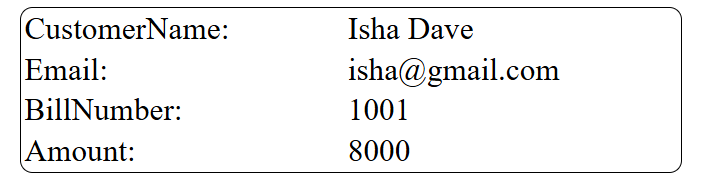 CustomerName: Isha Dave
Email: isha@gmail.com
BillNumber: 1001
Amount: 8000